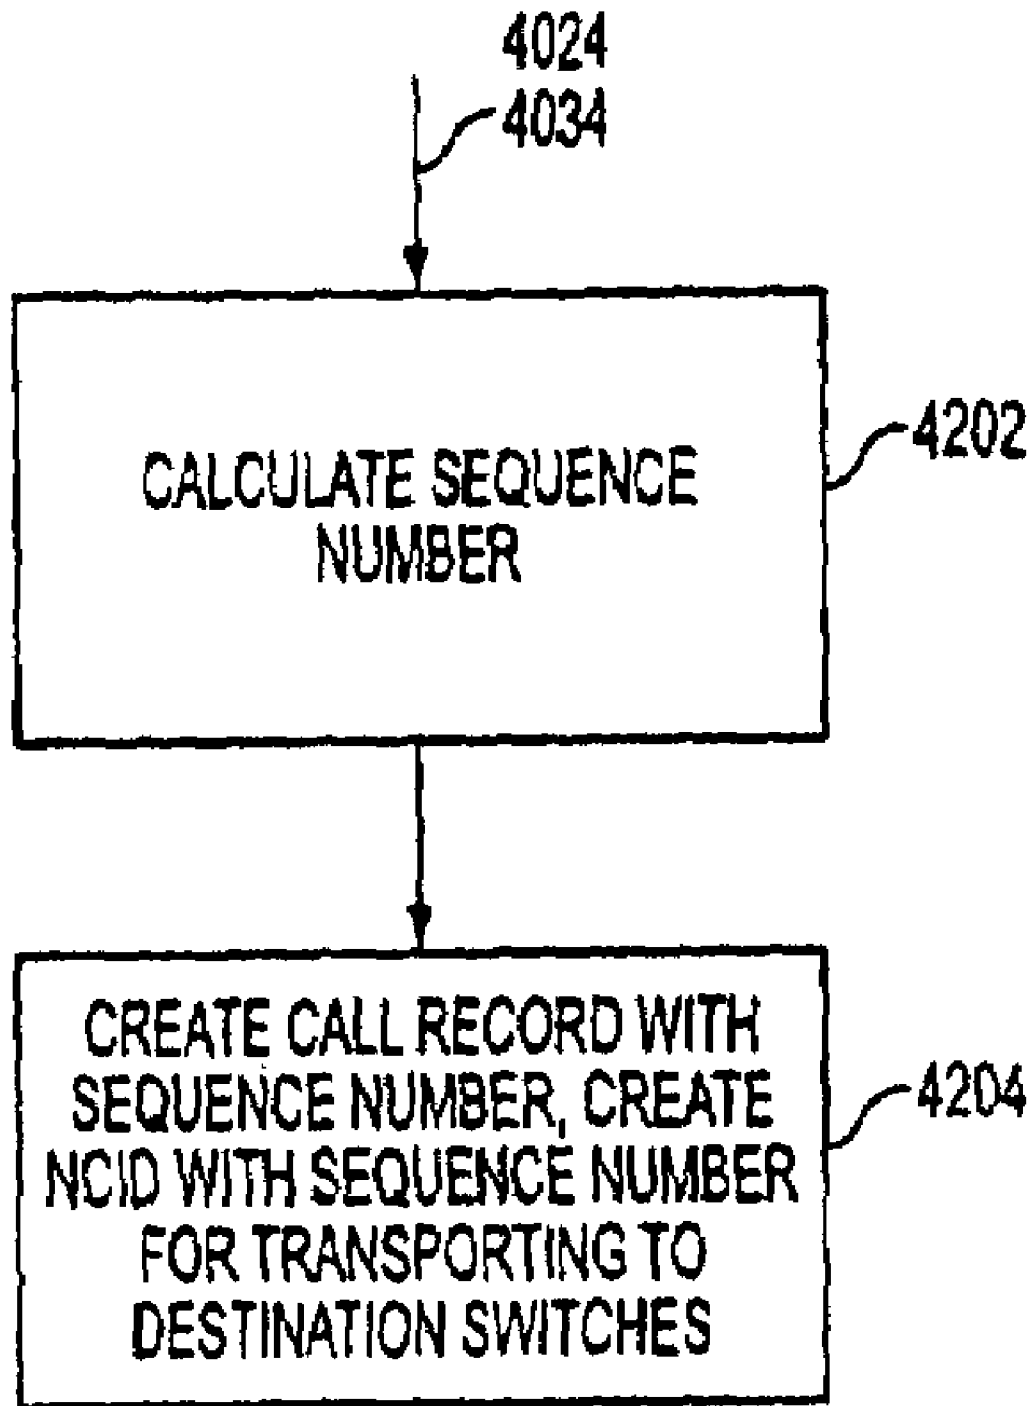 4024
4034
CALCULATE SEQUENCE
NUMBER
4202
CREATE CALL RECORD WITH
SEQUENCE NUMBER, CREATE
NCID WITH SEQUENCE NUMBER
FOR TRANSPORTING TO
DESTINATION SWITCHES
4204